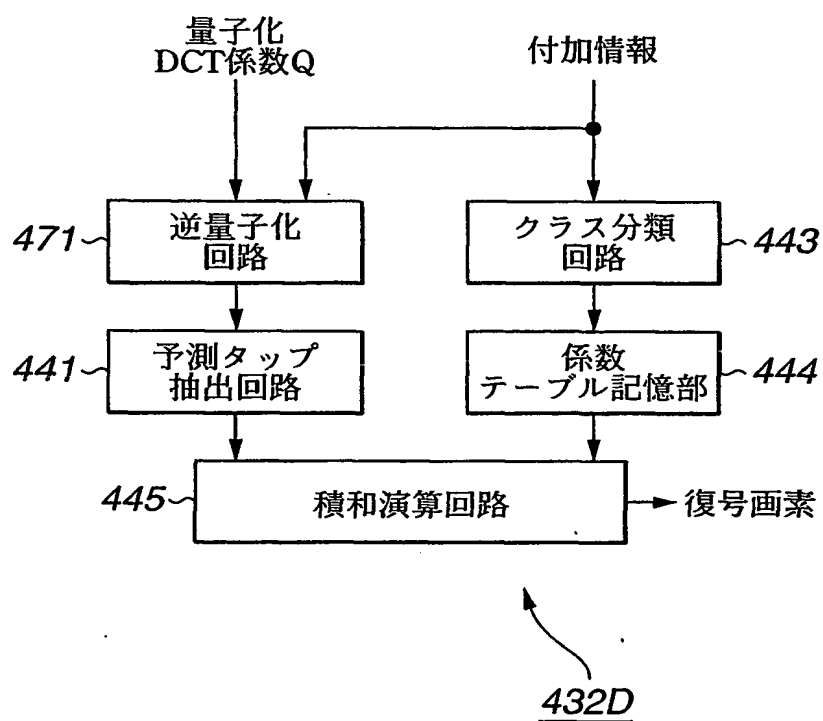 量子化
DCT係数Q
付加情報
逆量子化
回路
471
クラス分類
回路
443
予測タップ
抽出回路
441
係数
テーブル記憶部
444
積和演算回路
445
復号画素
432D